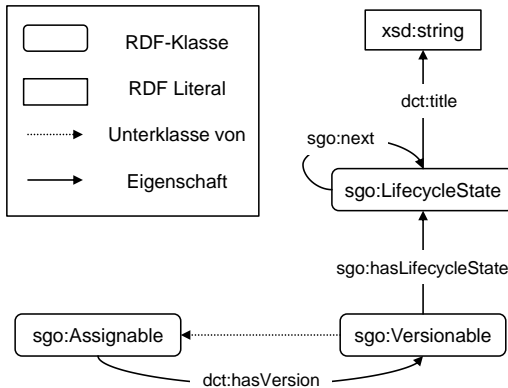 RDF-Klasse
RDF Literal
Unterklasse von
Eigenschaft
xsd:string
dct:title
sgo:next
sgo:LifecycleState
sgo:hasLifecycleState
sgo:Assignable
sgo:Versionable
dct:hasVersion